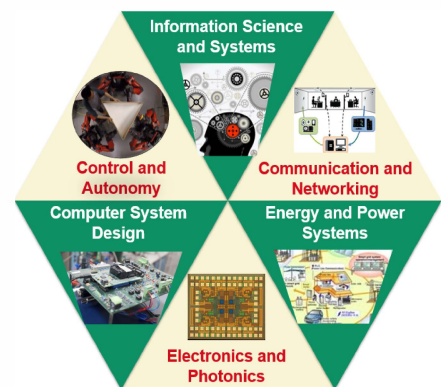 Information Science
and Systems
Control and
Autonomy
Communication and
Networking
Computer System
Design
Energy and Power
Systems
Electronics and
Photonics